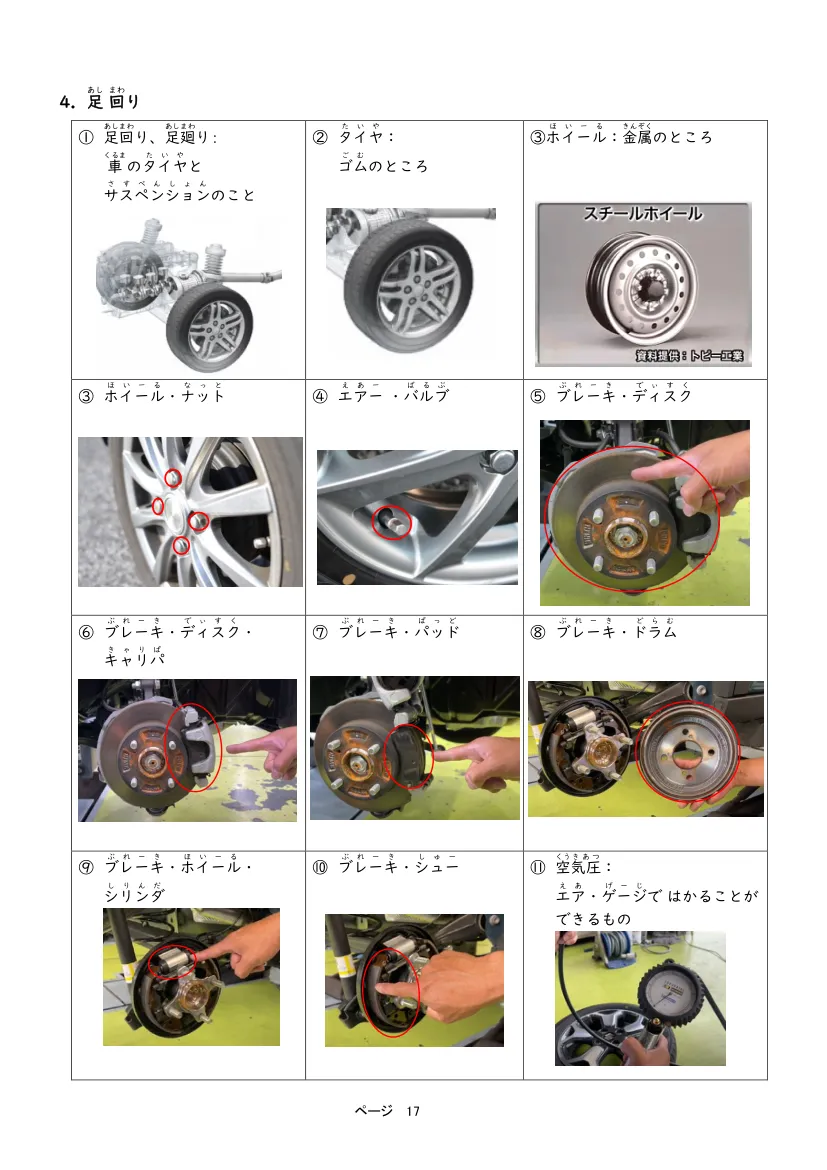 4. 足回り
あし まわ
① 足回り、足廻り:
あしまわ あしまわ
車のタイヤと
くるま たいや
サスペンションのこと
さすぺんしょん
② タイヤ：
たいや
ゴムのところ
ごむ
③ホイール：金属のところ
ほいーる きんぞく
スチールホイール
資料提供：トピー工業
③ ホイール・ナット
ほいーる なっと
④ エアー・バルブ
えあー ばるぶ
⑤ ブレーキ・ディスク
ぶれーき でぃすく
⑥ ブレーキ・ディスク・
ぶれーき でぃすく
キャリパ
きゃりぱ
⑦ ブレーキ・パッド
ぶれーき ぱっど
⑧ ブレーキ・ドラム
ぶれーき どらむ
⑨ ブレーキ・ホイール・
ぶれーき ほいーる
シリンダ
しりんだ
⑩ ブレーキ・シュー
ぶれーき しゅー
⑪ 空気圧：
くうきあつ
エア・ゲージで はかることが
えあ げーじ
できるもの
ページ 17